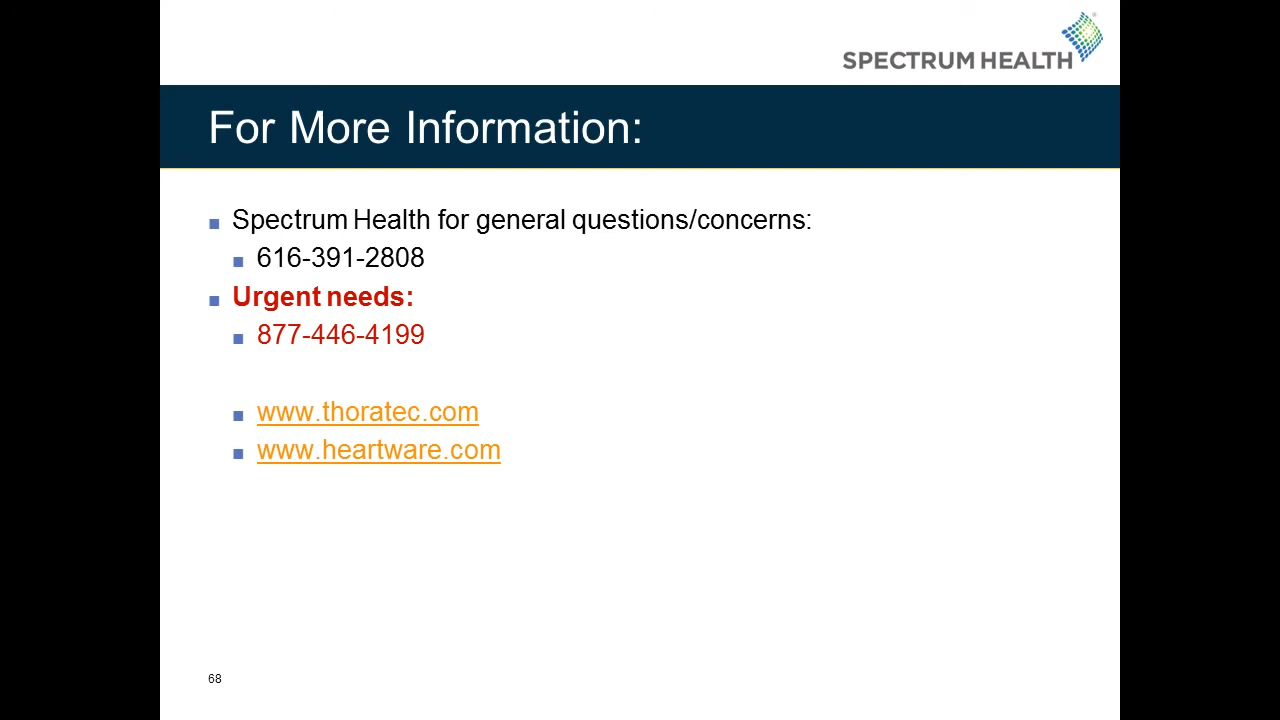 SPECTRUM HEALTH
For More Information:
Spectrum Health for general questions/concerns:
616-391-2808
Urgent needs:
877-446-4199
www.thoratec.com
www.heartware.com
68